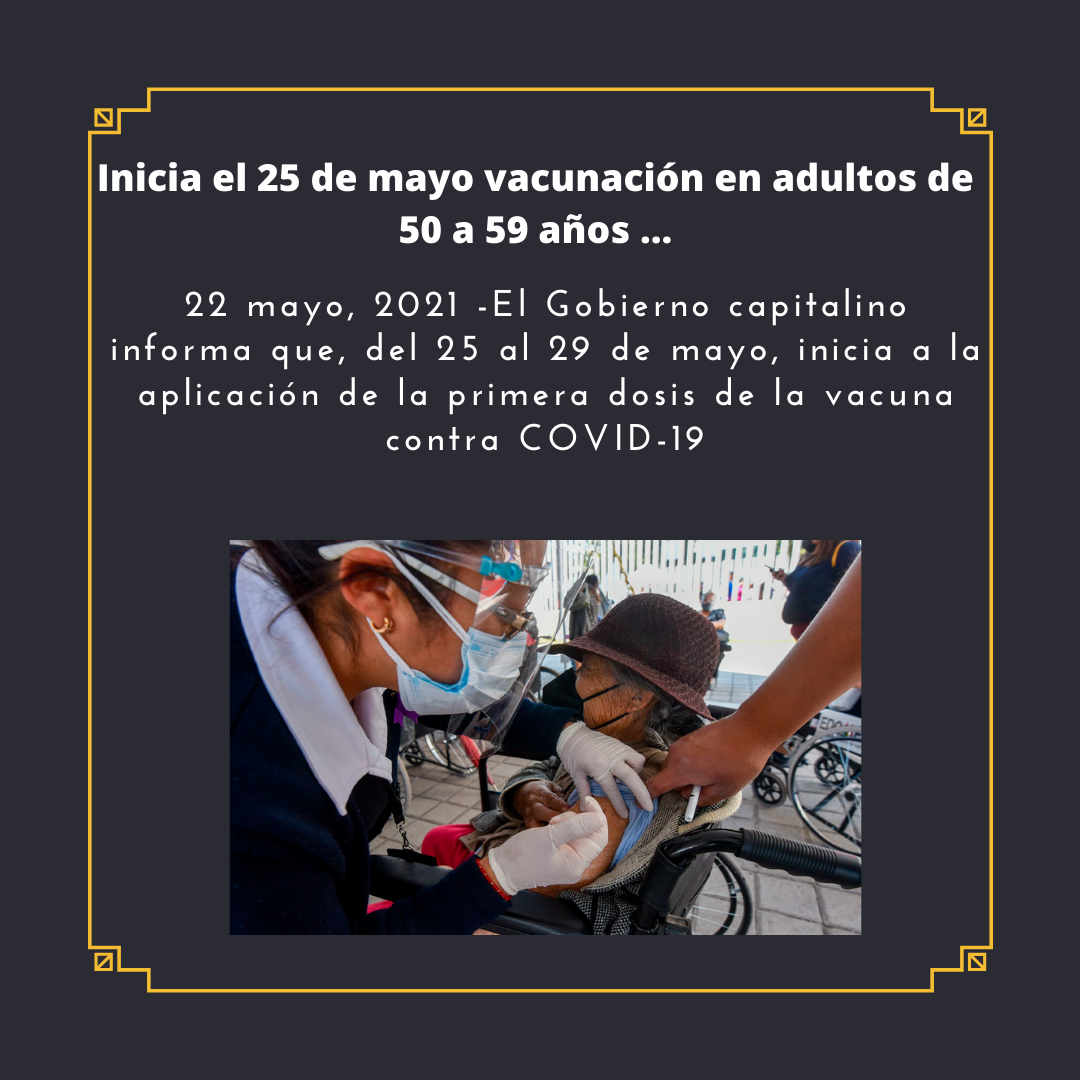 Inicia el 25 de mayo vacunación en adultos de
50 a 59 años ...
22 mayo, 2021 -El Gobierno capitalino
informa que, del 25 al 29 de mayo, inicia a la
aplicación de la primera dosis de la vacuna
contra COVID-19